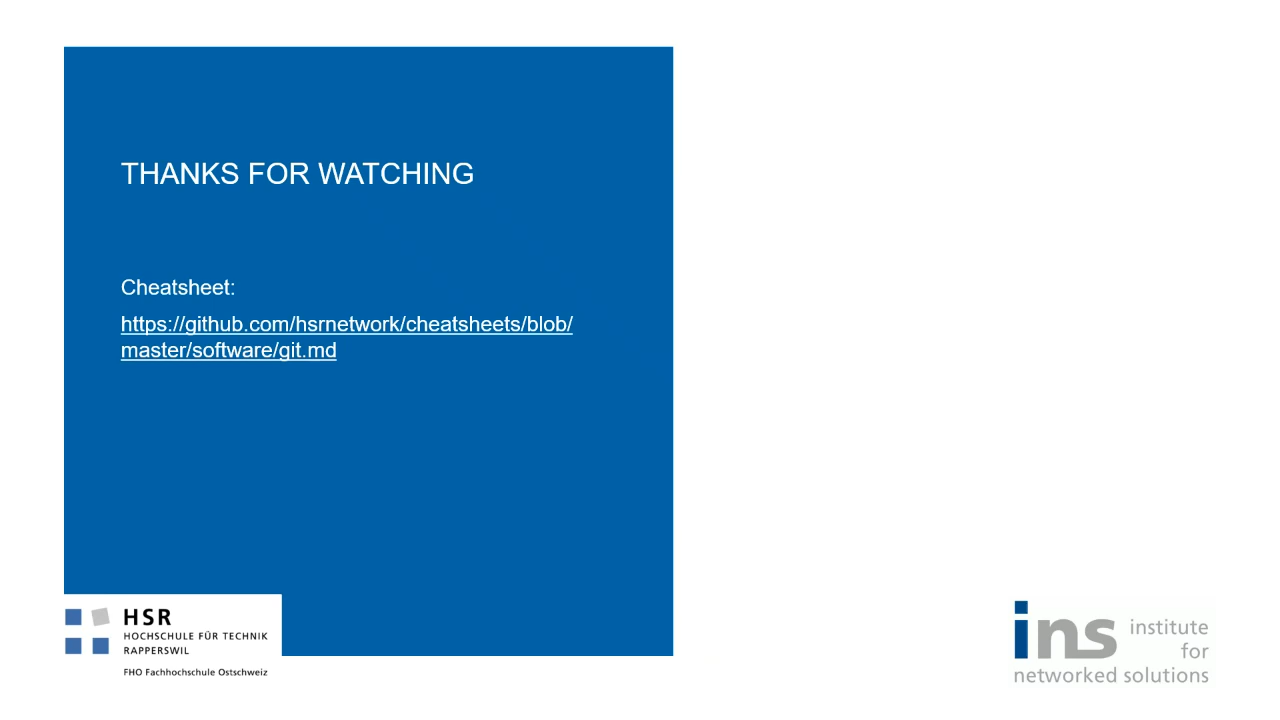 THANKS FOR WATCHING
Cheatsheet:
https://github.com/hsrnetwork/cheatsheets/blob/
master/software/git.md
HSR
HOCHSCHULE FÜR TECHNIK
RAPPERSWIL
FHO Fachhochschule Ostschweiz
ins institute
for
networked solutions